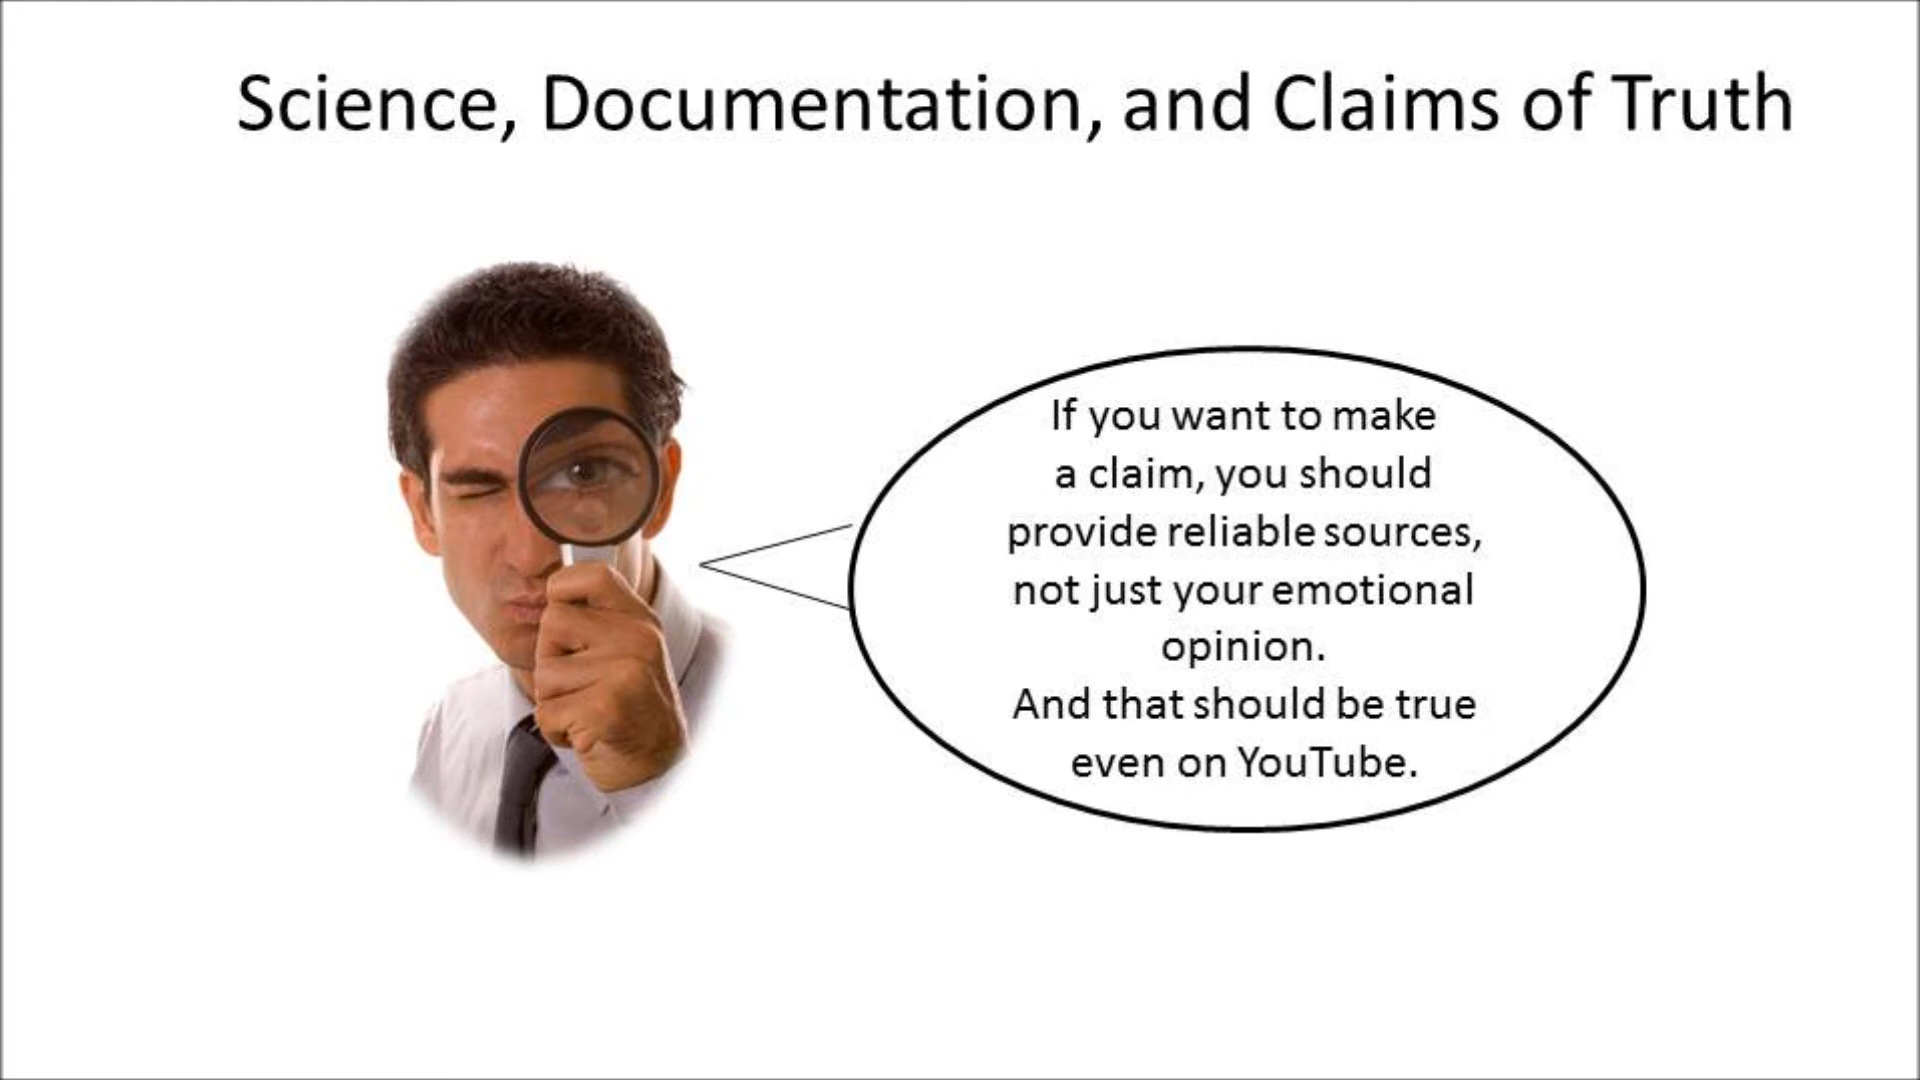 Science, Documentation, and Claims of Truth
If you want to make
a claim, you should
provide reliable sources,
not just your emotional
opinion.
And that should be true
even on YouTube.